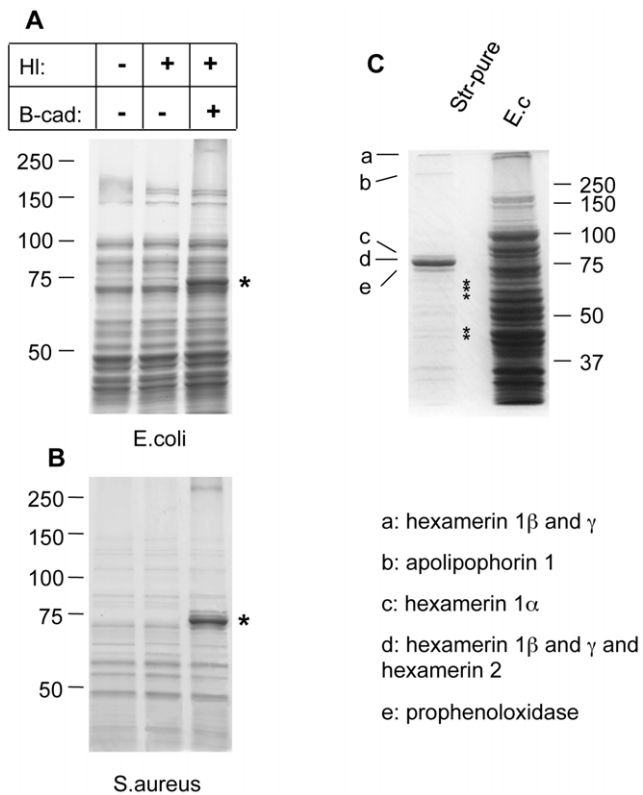 A
Hl: - + +
B-cad: - - +
250
150
100
75 *
50
E.coli
B
250
150
100
75 *
50
S.aureus
C
Str-pure E.c
a
b
c
d
e
*
*
*
*
*
250
150
100
75
50
37
a: hexamerin 1β and γ
b: apolipophorin 1
c: hexamerin 1α
d: hexamerin 1β and γ and
hexamerin 2
e: prophenoloxidase